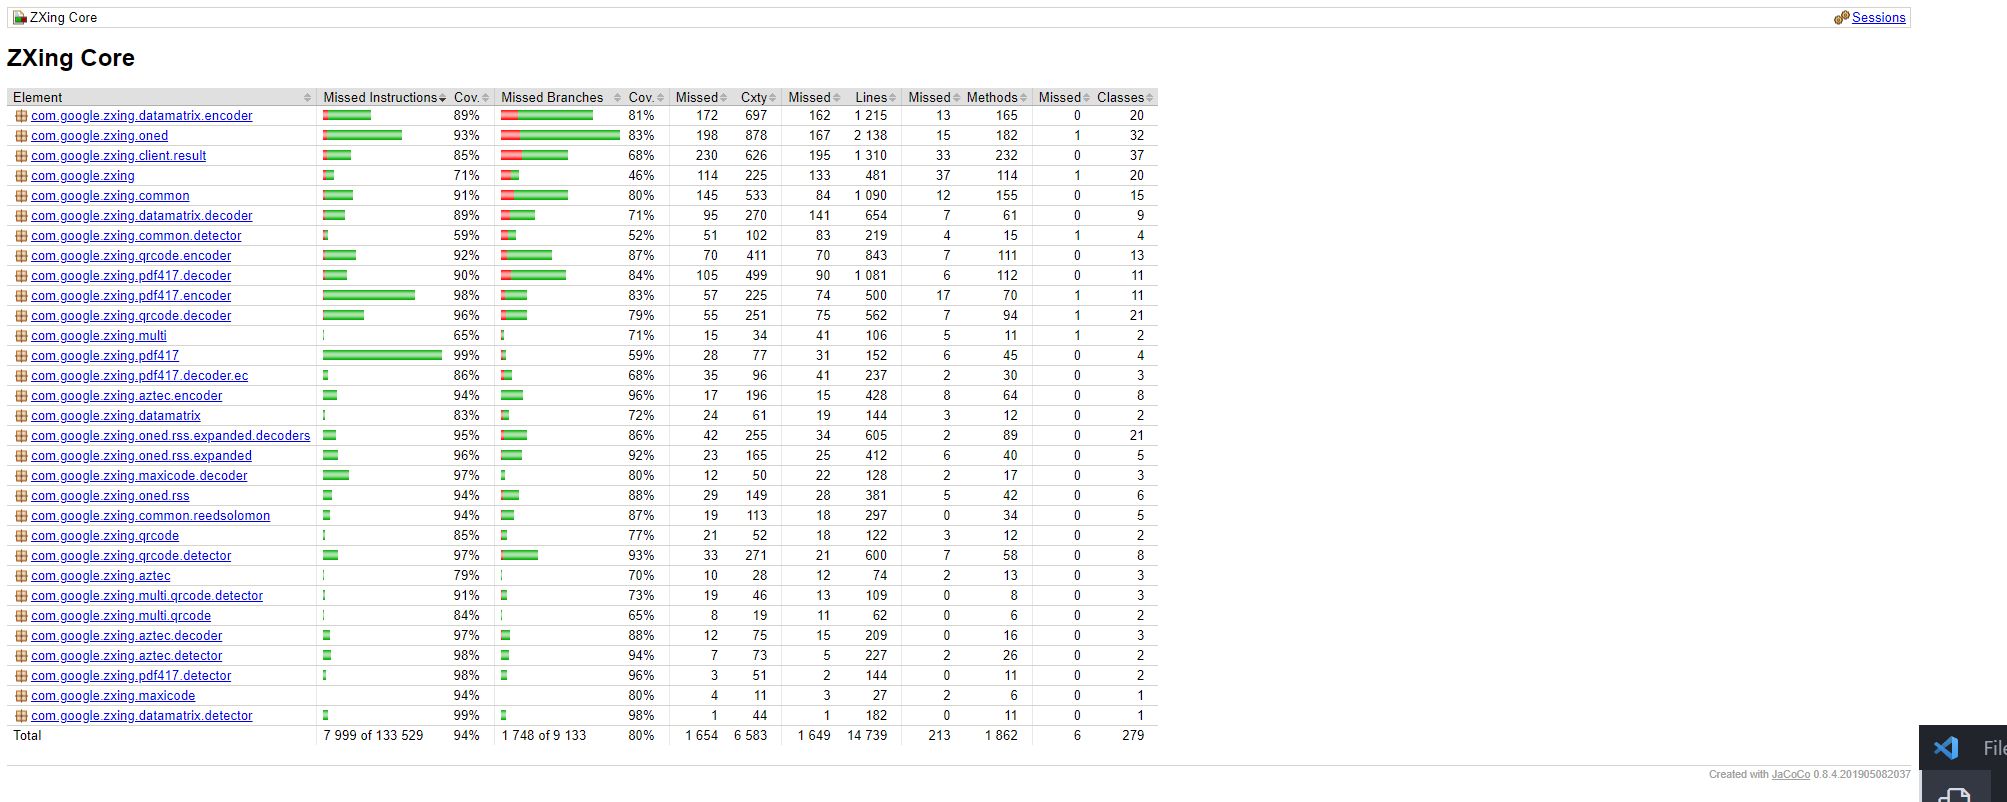 ZXing Core Sessions
ZXing Core
Element Missed Instructions Cov. Missed Branches Cov. Missed Cxty Missed Lines Missed Methods Missed Classes
com.google.zxing.datamatrix.encoder 89% 81% 172 697 162 1 215 13 165 0 20
com.google.zxing.oned 93% 83% 198 878 167 2 138 15 182 1 32
com.google.zxing.client.result 85% 68% 230 626 195 1 310 33 232 0 37
com.google.zxing 71% 46% 114 225 133 481 37 114 1 20
com.google.zxing.common 91% 80% 145 533 84 1 090 12 155 0 15
com.google.zxing.datamatrix.decoder 89% 71% 95 270 141 654 7 61 0 9
com.google.zxing.common.detector 59% 52% 51 102 83 219 4 15 1 4
com.google.zxing.qrcode.encoder 92% 87% 70 411 70 843 7 111 0 13
com.google.zxing.pdf417.decoder 90% 84% 105 499 90 1 081 6 112 0 11
com.google.zxing.pdf417.encoder 98% 83% 57 225 74 500 17 70 1 11
com.google.zxing.qrcode.decoder 96% 79% 55 251 75 562 7 94 1 21
com.google.zxing.multi 65% 71% 15 34 41 106 5 11 1 2
com.google.zxing.pdf417 99% 59% 28 77 31 152 6 45 0 4
com.google.zxing.pdf417.decoder.ec 86% 68% 35 96 41 237 2 30 0 3
com.google.zxing.aztec.encoder 94% 96% 17 196 15 428 8 64 0 8
com.google.zxing.datamatrix 83% 72% 24 61 19 144 3 12 0 2
com.google.zxing.oned.rss.expanded.decoders 95% 86% 42 255 34 605 2 89 0 21
com.google.zxing.oned.rss.expanded 96% 92% 23 165 25 412 6 40 0 5
com.google.zxing.maxicode.decoder 97% 80% 12 50 22 128 2 17 0 3
com.google.zxing.oned.rss 94% 88% 29 149 28 381 5 42 0 6
com.google.zxing.common.reedsolomon 94% 87% 19 113 18 297 0 34 0 5
com.google.zxing.qrcode 85% 77% 21 52 18 122 3 12 0 2
com.google.zxing.qrcode.detector 97% 93% 33 271 21 600 7 58 0 8
com.google.zxing.aztec 79% 70% 10 28 12 74 2 13 0 3
com.google.zxing.multi.qrcode.detector 91% 73% 19 46 13 109 0 8 0 3
com.google.zxing.multi.qrcode 84% 65% 8 19 11 62 0 6 0 2
com.google.zxing.aztec.decoder 97% 88% 12 75 15 209 0 16 0 3
com.google.zxing.aztec.detector 98% 94% 7 73 5 227 2 26 0 2
com.google.zxing.pdf417.detector 98% 96% 3 51 2 144 0 11 0 2
com.google.zxing.maxicode 94% 80% 4 11 3 27 2 6 0 1
com.google.zxing.datamatrix.detector 99% 98% 1 44 1 182 0 11 0 1
Total 7 999 of 133 529 94% 1 748 of 9 133 80% 1 654 6 583 1 649 14 739 213 1 862 6 279
File
Created with JaCoCo 0.8.4.201905082037